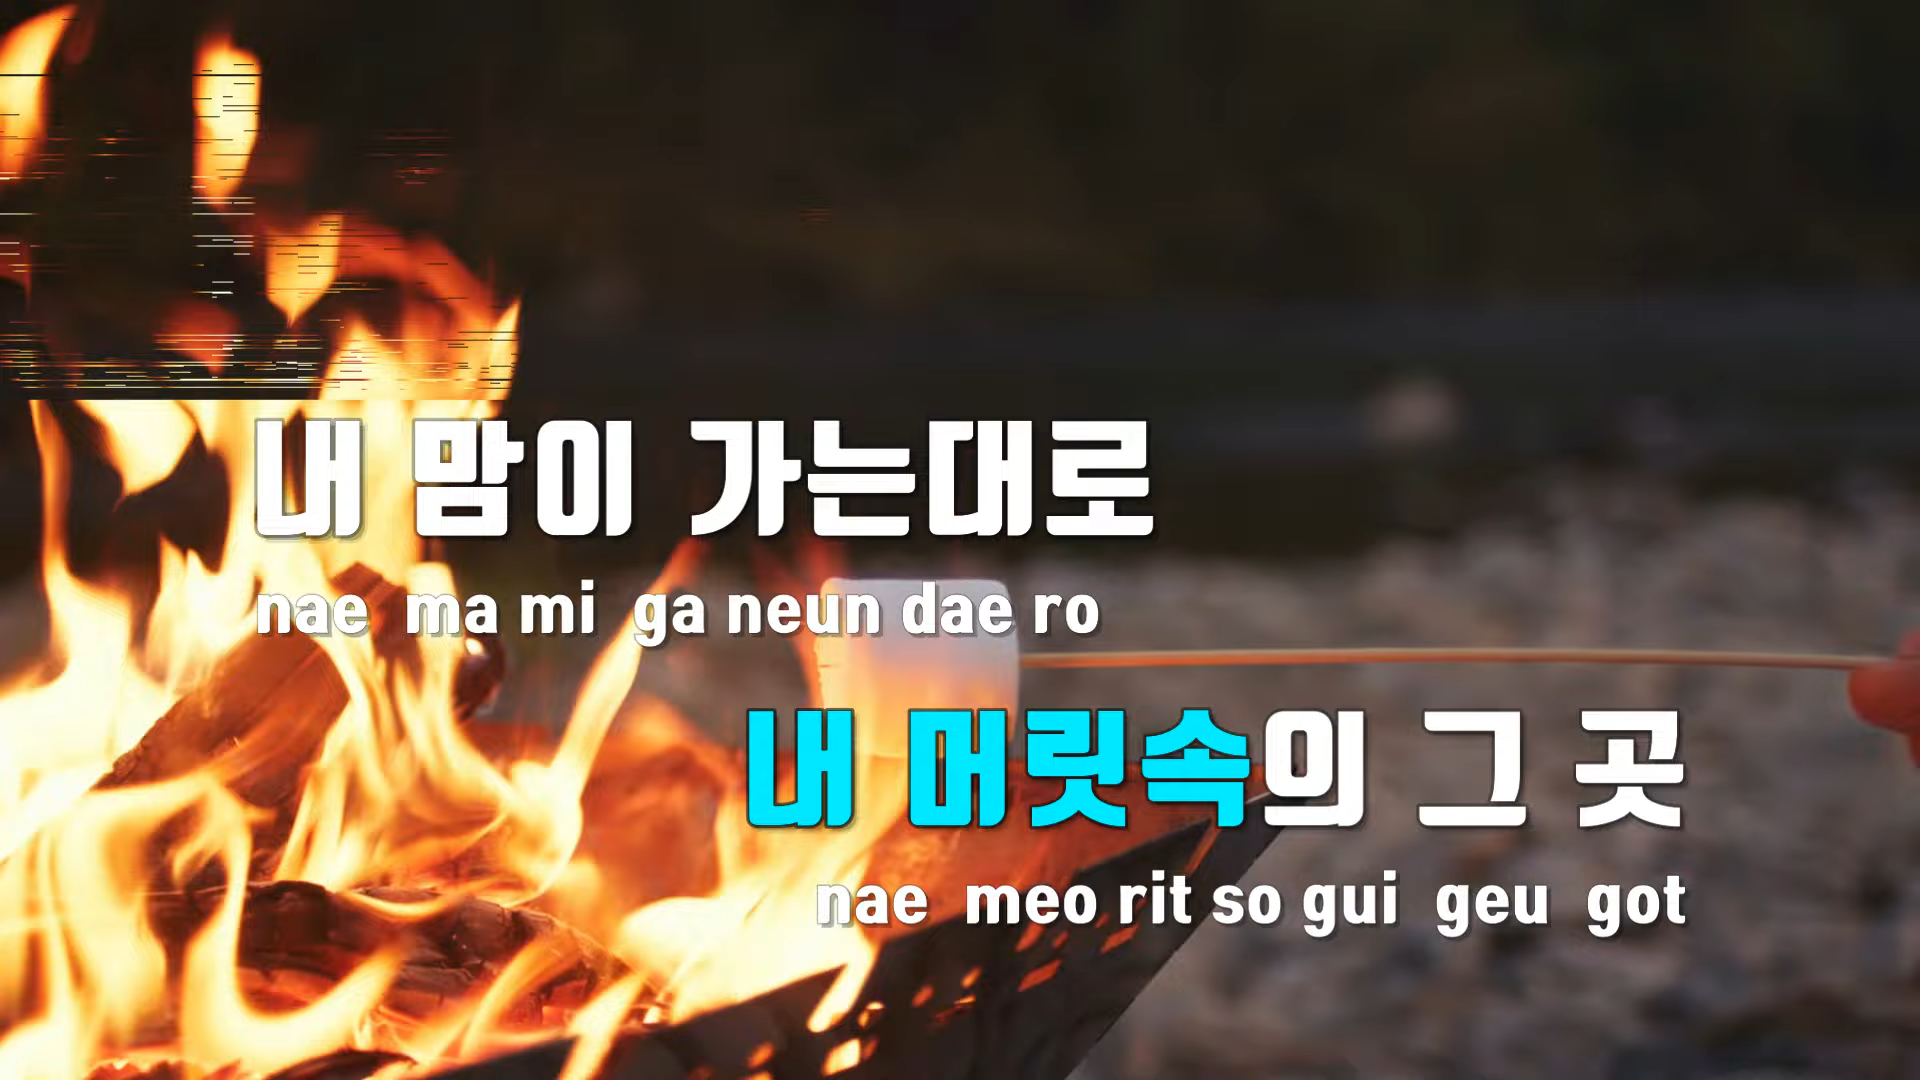 내 맘이 가는대로
nae ma mi ga neun dae ro
내 머릿속의 그 곳
nae meo rit so gui geu got